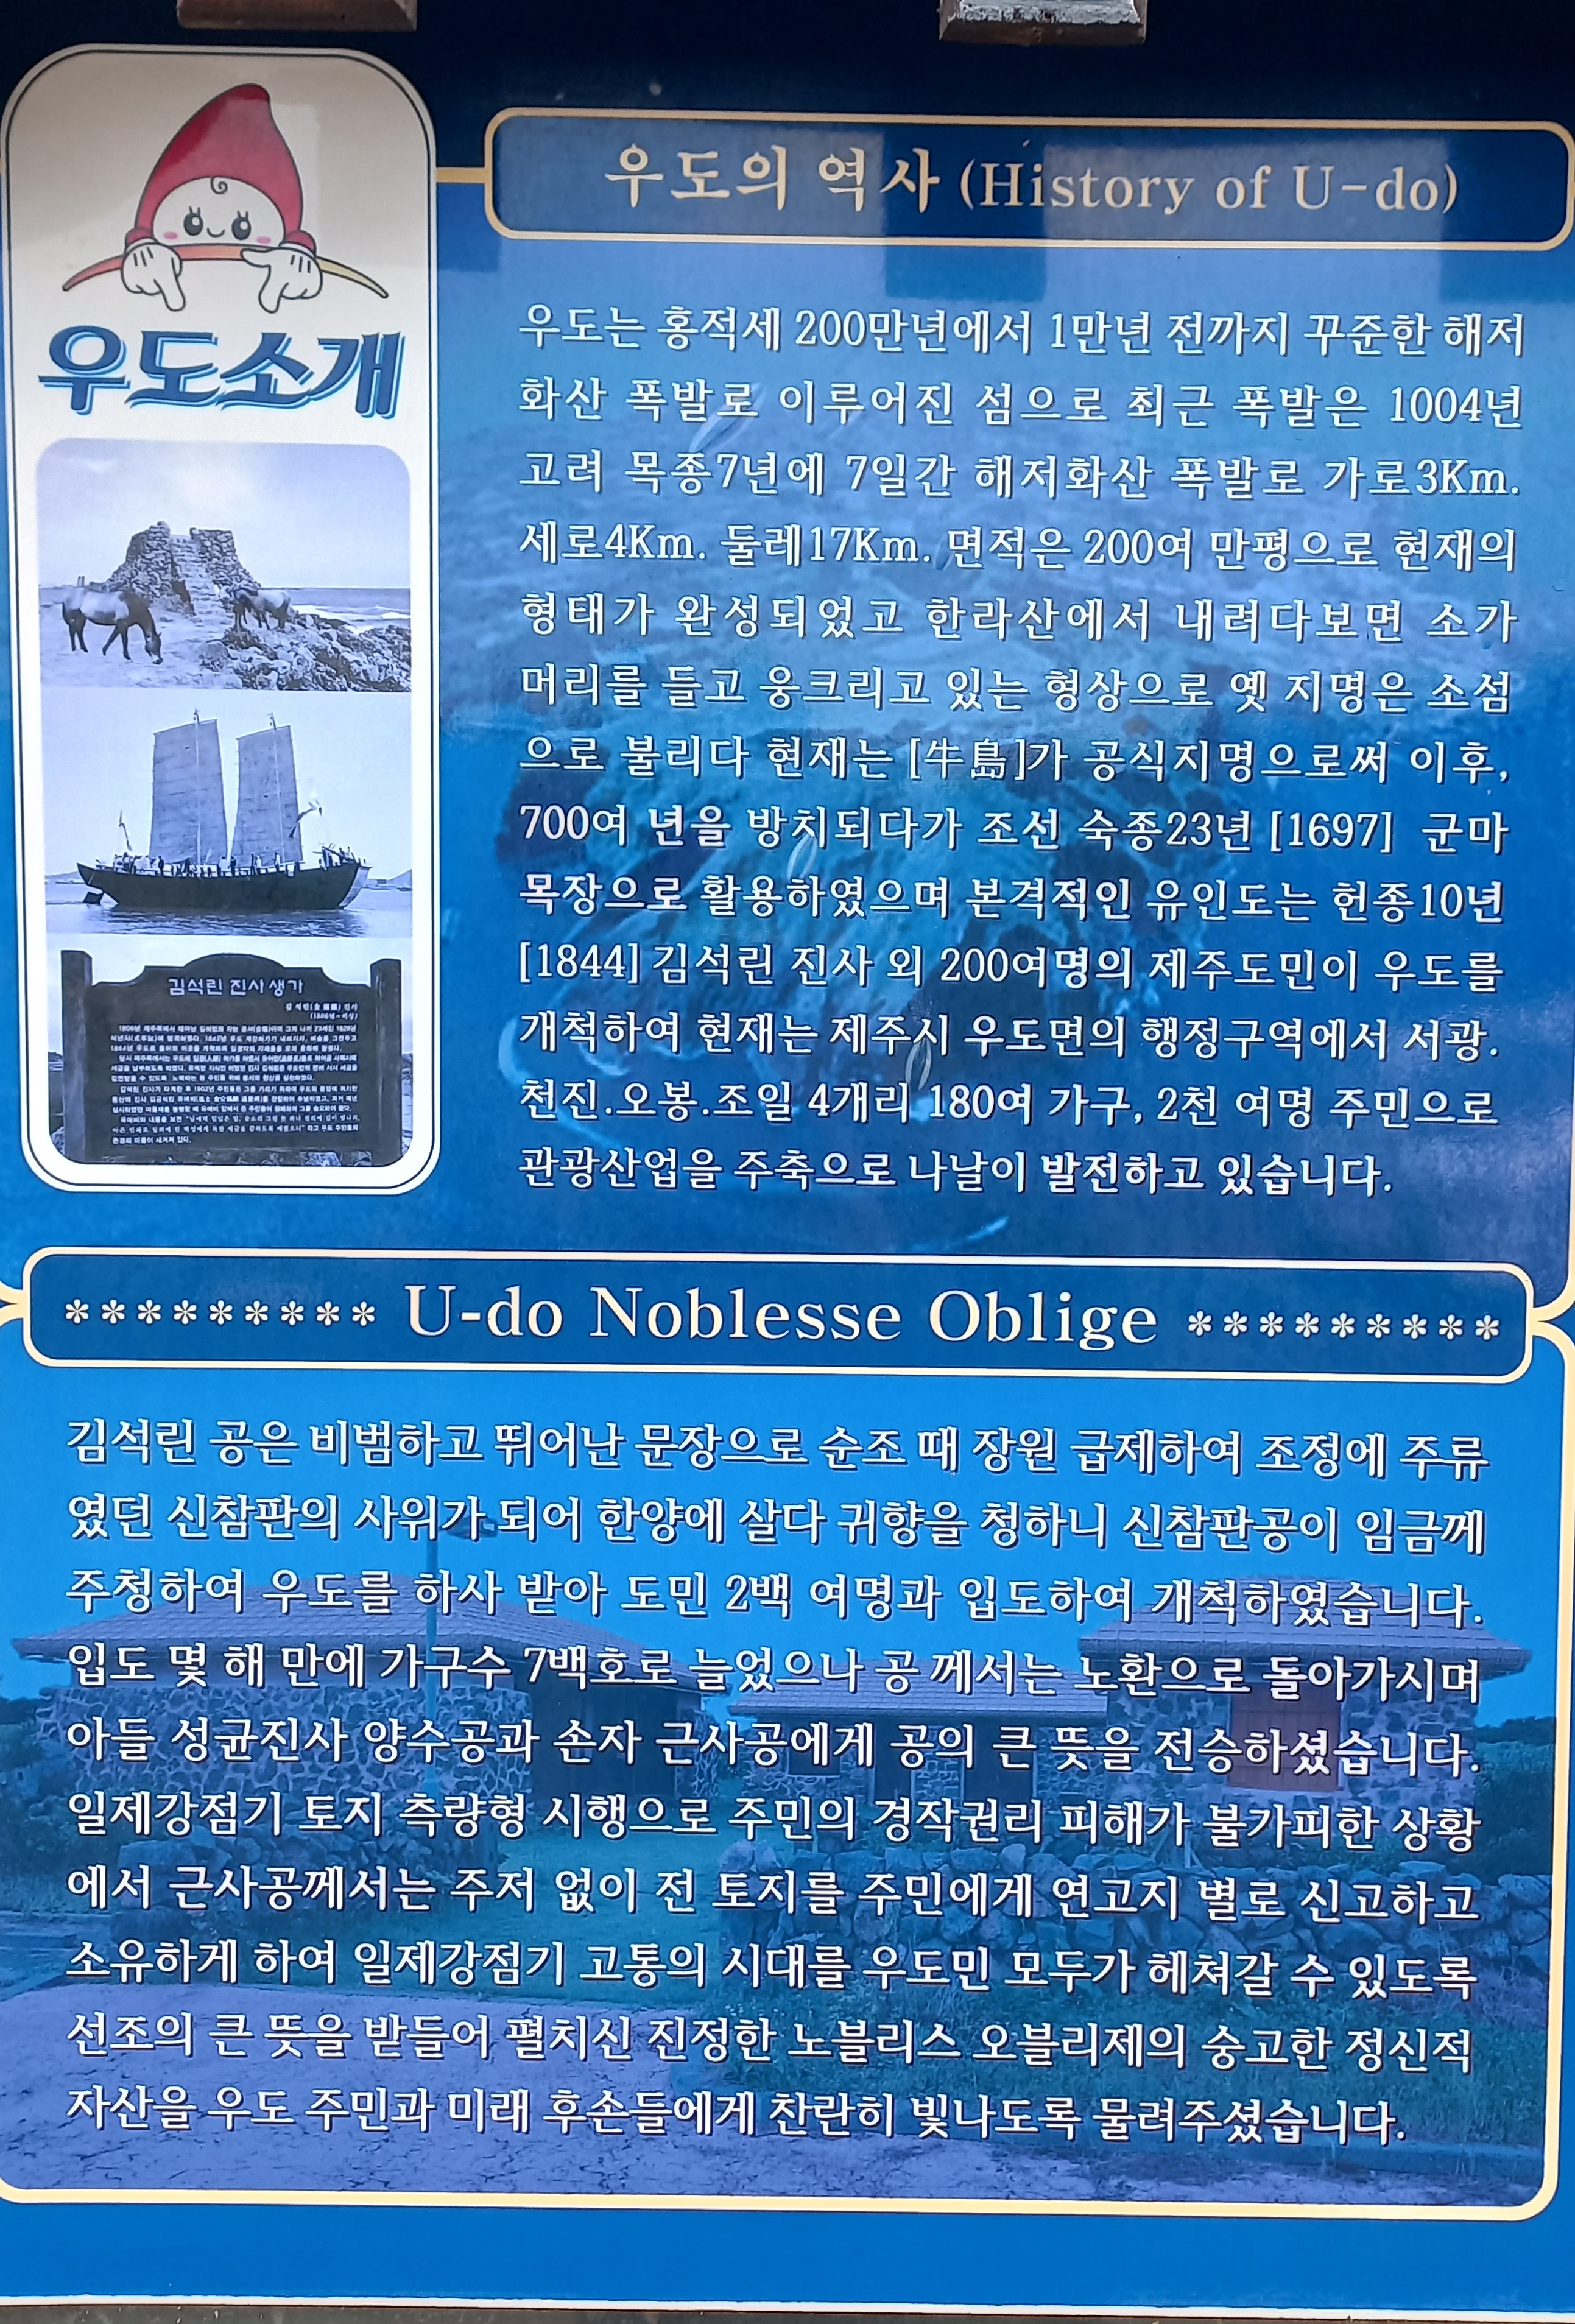 우도소개
김석린 진사생가
우도의 역사 (History of U-do)
우도는 홍적세 200만년에서 1만년 전까지 꾸준한 해저
화산 폭발로 이루어진 섬으로 최근 폭발은 1004년
고려 목종7년에 7일간 해저화산 폭발로 가로3Km.
세로4Km. 둘레17Km. 면적은 200여 만평으로 현재의
형태가 완성되었고 한라산에서 내려다보면 소가
머리를 들고 웅크리고 있는 형상으로 옛 지명은 소섬
으로 불리다 현재는 [牛島]가 공식지명으로써 이후,
700여 년을 방치되다가 조선 숙종23년 [1697] 군마
목장으로 활용하였으며 본격적인 유인도는 헌종10년
[1844] 김석린 진사 외 200여명의 제주도민이 우도를
개척하여 현재는 제주시 우도면의 행정구역에서 서광.
천진.오봉.조일 4개리 180여 가구, 2천 여명 주민으로
관광산업을 주축으로 나날이 발전하고 있습니다.
********* U-do Noblesse Oblige *********
김석린 공은 비범하고 뛰어난 문장으로 순조 때 장원 급제하여 조정에 주류
였던 신참판의 사위가 되어 한양에 살다 귀향을 청하니 신참판공이 임금께
주청하여 우도를 하사 받아 도민 2백 여명과 입도하여 개척하였습니다.
입도 몇 해 만에 가구수 7백호로 늘었으나 공 께서는 노환으로 돌아가시며
아들 성균진사 양수공과 손자 근사공에게 공의 큰 뜻을 전승하셨습니다.
일제강점기 토지 측량형 시행으로 주민의 경작권리 피해가 불가피한 상황
에서 근사공께서는 주저 없이 전 토지를 주민에게 연고지 별로 신고하고
소유하게 하여 일제강점기 고통의 시대를 우도민 모두가 헤쳐갈 수 있도록
선조의 큰 뜻을 받들어 펼치신 진정한 노블리스 오블리제의 숭고한 정신적
자산을 우도 주민과 미래 후손들에게 찬란히 빛나도록 물려주셨습니다.